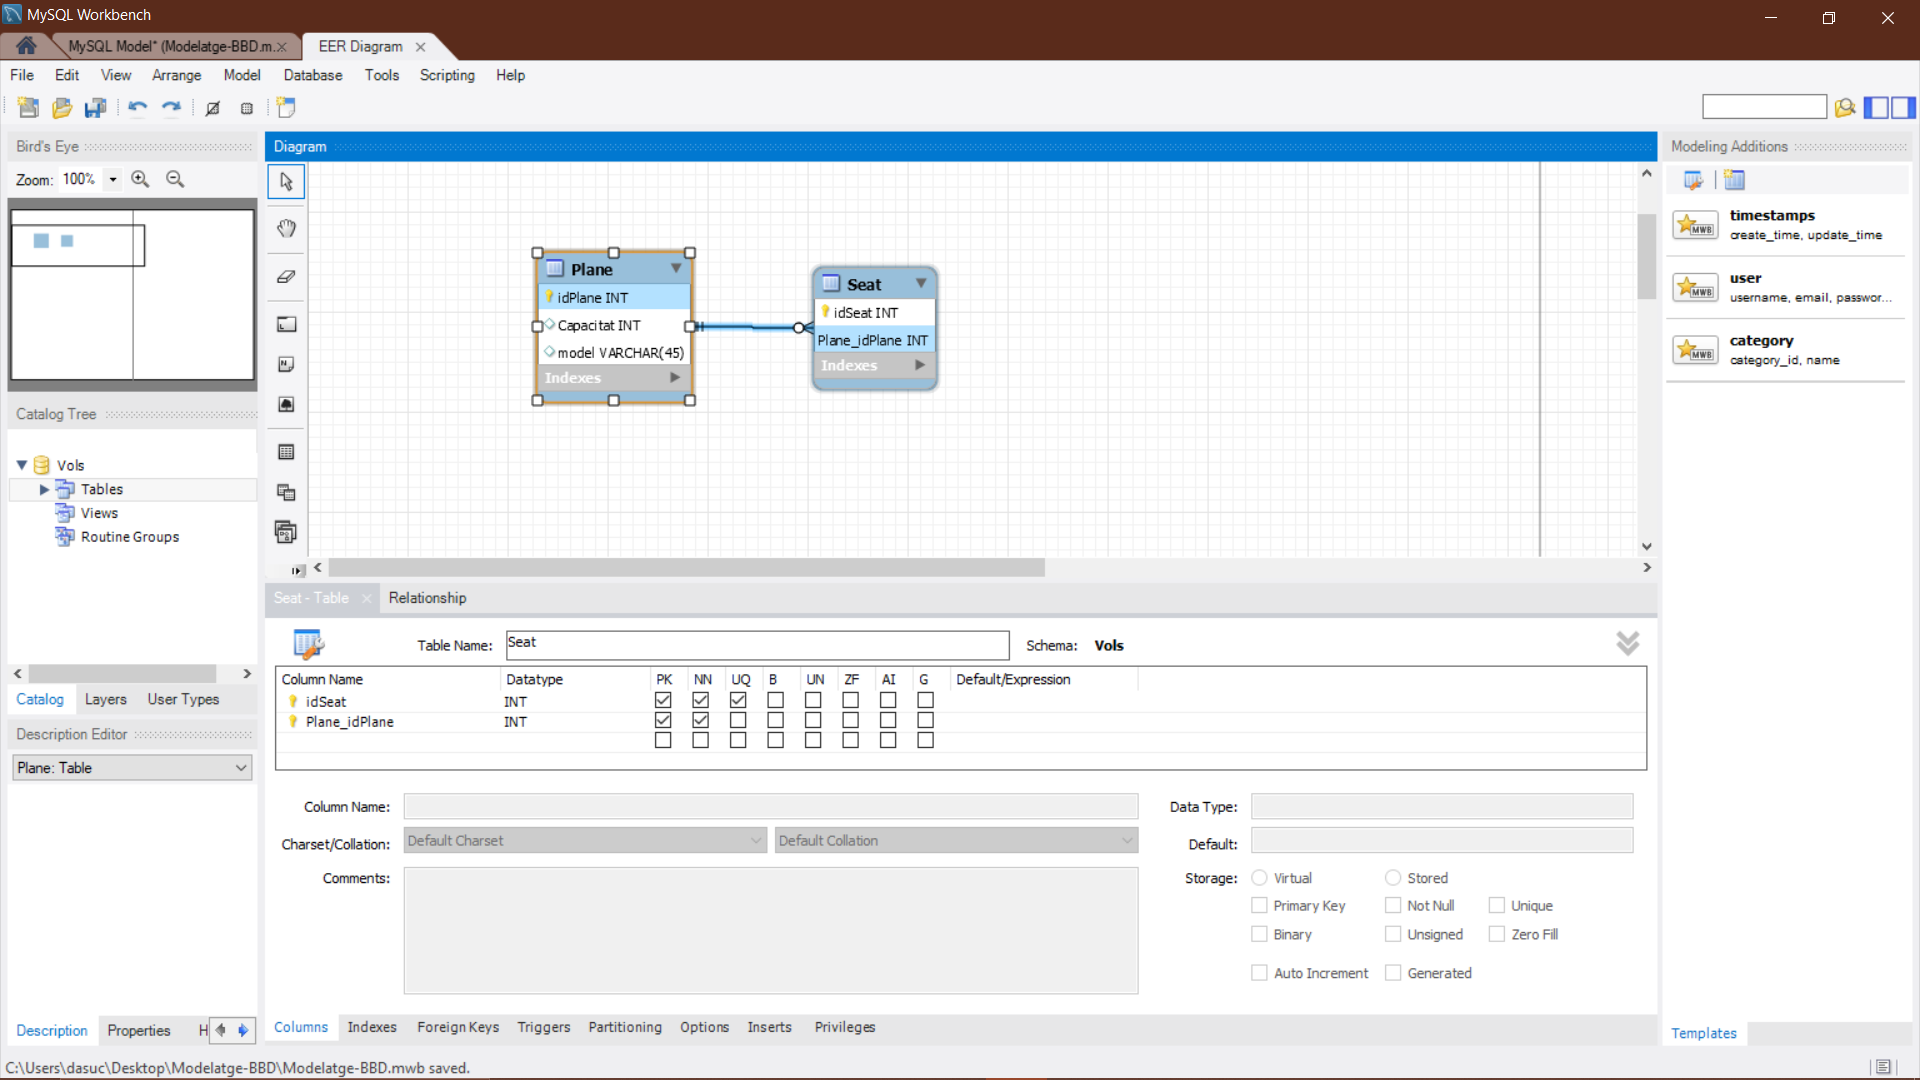 MySQL Workbench
MySQL Model* (Modelatge-BBD.m.
EER Diagram
File Edit View Arrange Model Database Tools Scripting Help
Bird's Eye
Zoom: 100%
Catalog Tree
Vols
Tables
Views
Routine Groups
Catalog Layers User Types
Description Editor
Plane: Table
Description Properties H
Diagram
Plane
idPlane INT
Capacitat INT
model VARCHAR(45)
Indexes
Seat
idSeat INT
Plane_idPlane INT
Indexes
Modeling Additions
MWB timestamps
create_time, update_time
MWB user
username, email, passwor...
MWB category
category_id, name
Templates
Seat - Table Relationship
Table Name: Seat Schema: Vols
Column Name Datatype PK NN UQ B UN ZF AI G Default/Expression
idSeat INT
Plane_idPlane INT
Column Name: Data Type:
Charset/Collation: Default Charset Default Collation Default:
Comments: Storage: Virtual Stored
Primary Key Not Null Unique
Binary Unsigned Zero Fill
Auto Increment Generated
Columns Indexes Foreign Keys Triggers Partitioning Options Inserts Privileges
C:\Users\dasuc\Desktop\Modelatge-BBD\Modelatge-BBD.mwb saved.